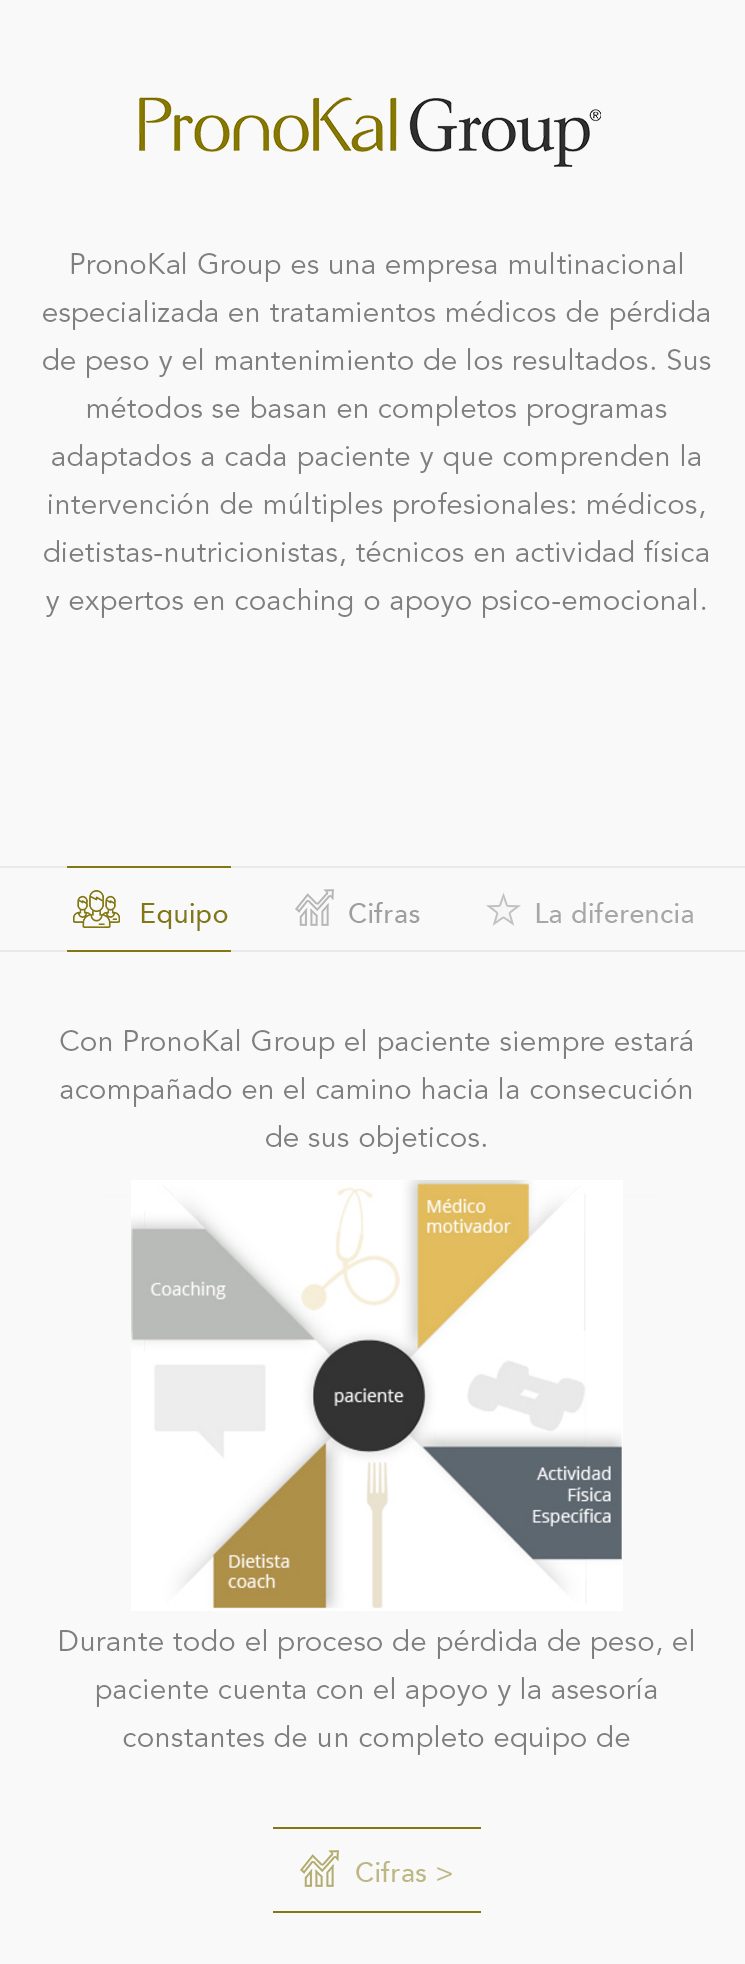 PronoKal Group®
PronoKal Group es una empresa multinacional
especializada en tratamientos médicos de pérdida
de peso y el mantenimiento de los resultados. Sus
métodos se basan en completos programas
adaptados a cada paciente y que comprenden la
intervención de múltiples profesionales: médicos,
dietistas-nutricionistas, técnicos en actividad física
y expertos en coaching o apoyo psico-emocional.
Equipo
Cifras
La diferencia
Con PronoKal Group el paciente siempre estará
acompañado en el camino hacia la consecución
de sus objeticos.
Médico
motivador
Coaching
paciente
Actividad
Física
Específica
Dietista
coach
Durante todo el proceso de pérdida de peso, el
paciente cuenta con el apoyo y la asesoría
constantes de un completo equipo de
Cifras >